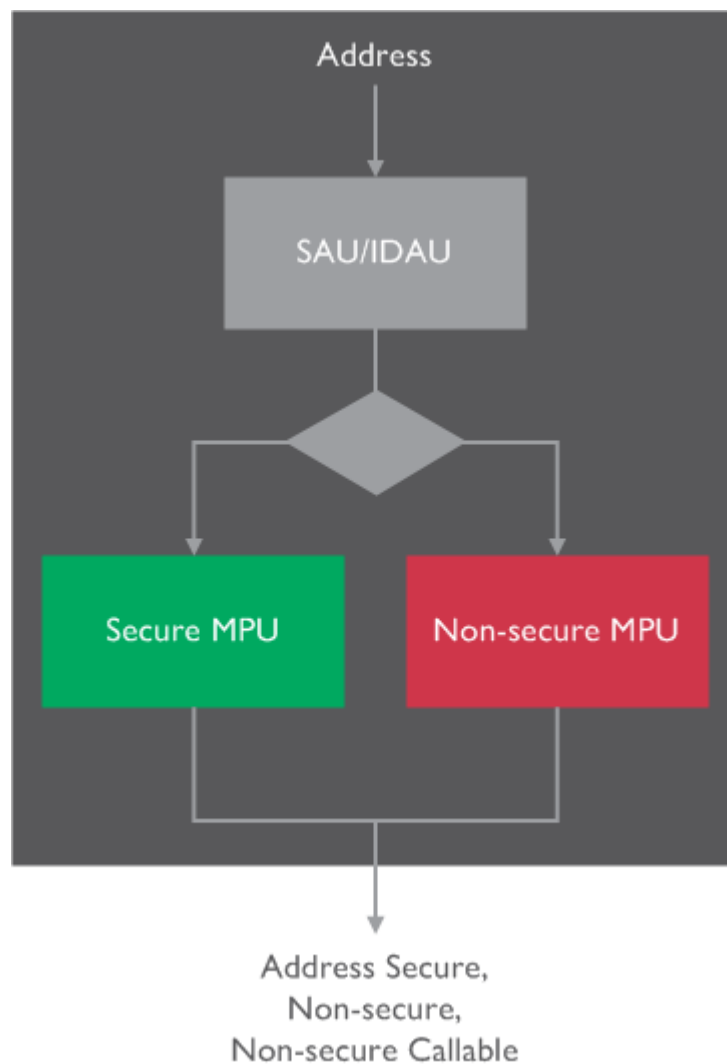 Address
SAU/IDAU
Secure MPU
Non-secure MPU
Address Secure,
Non-secure,
Non-secure Callable